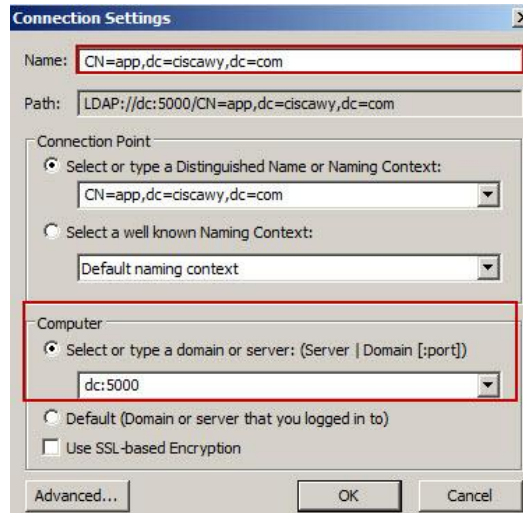 Connection Settings
Name: CN=app,dc=ciscawy,dc=com
Path: LDAP://dc:5000/CN=app,dc=ciscawy,dc=com
Connection Point
Select or type a Distinguished Name or Naming Context:
CN=app,dc=ciscawy,dc=com
Select a well known Naming Context:
Default naming context
Computer
Select or type a domain or server: (Server | Domain [:port])
dc:5000
Default (Domain or server that you logged in to)
Use SSL-based Encryption
Advanced... OK Cancel